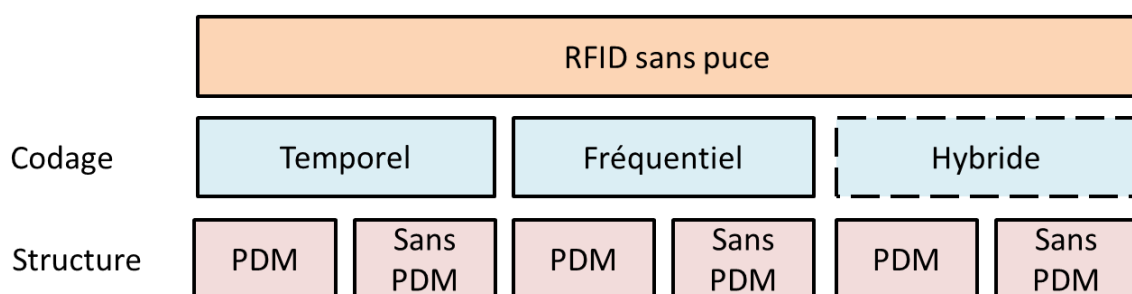 RFID sans puce
Codage Temporel Fréquentiel Hybride
Structure PDM Sans PDM PDM Sans PDM PDM Sans PDM